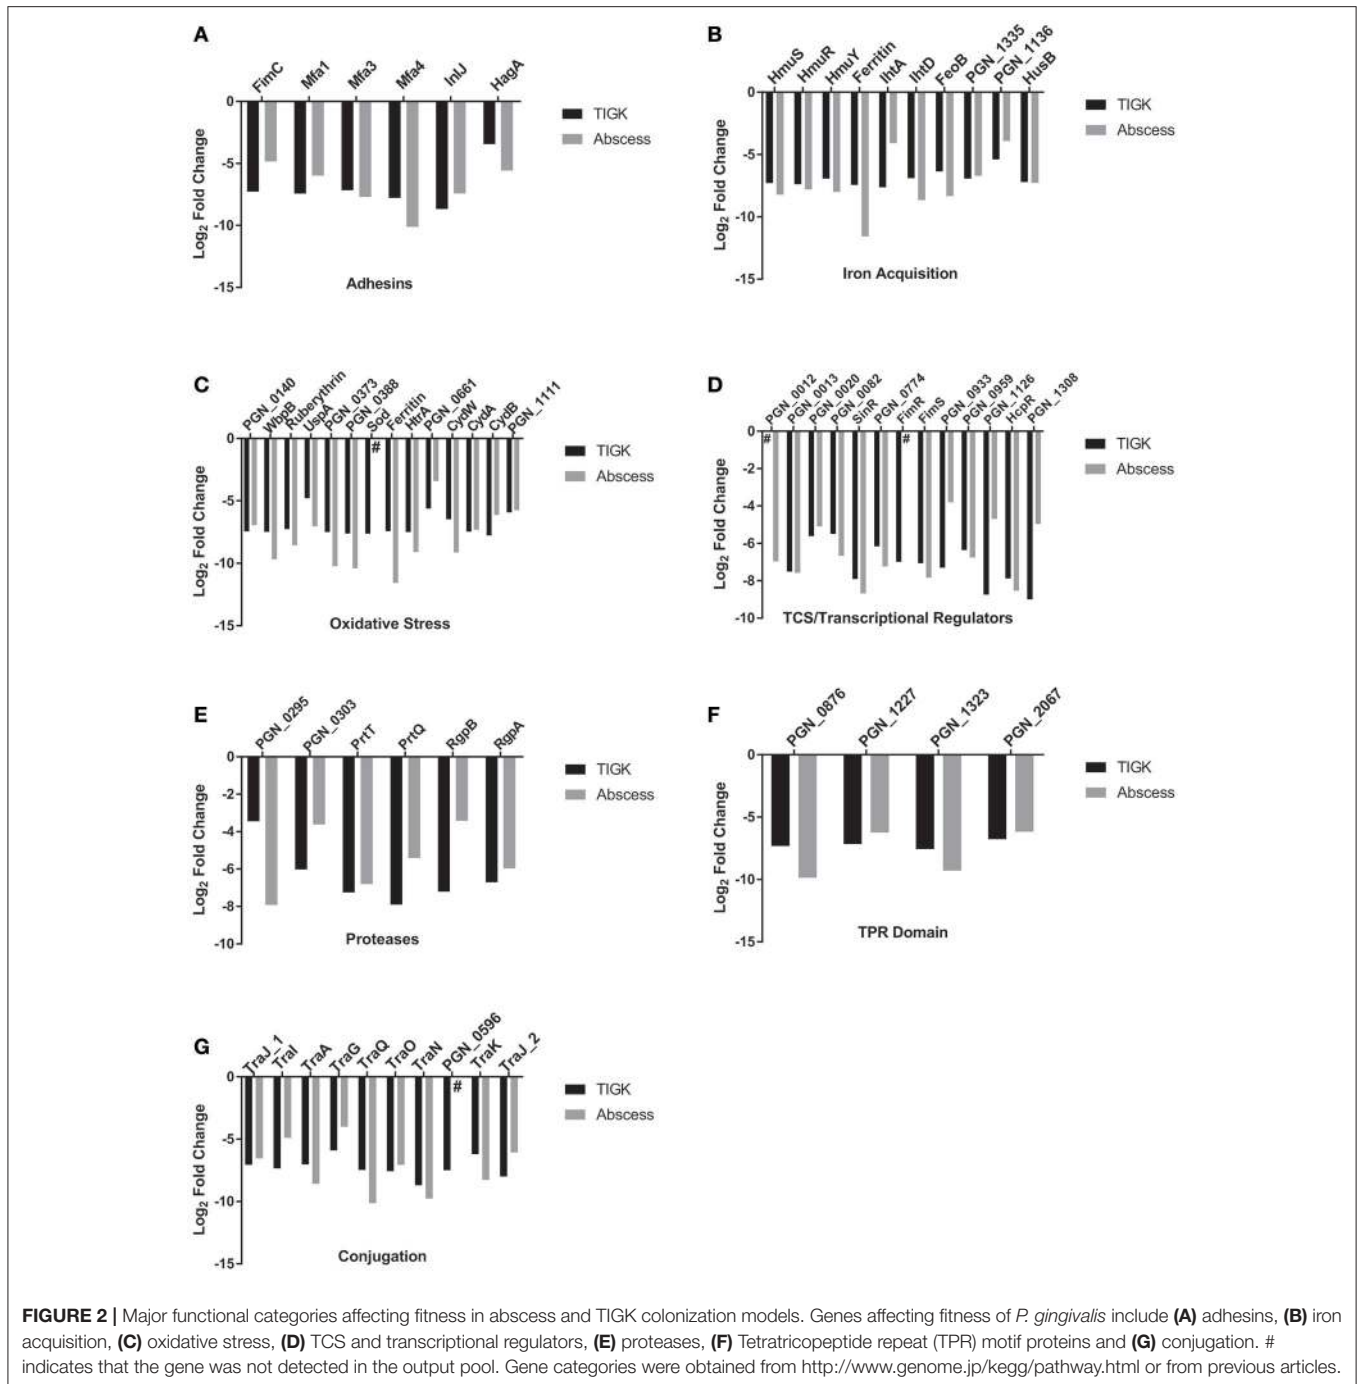 A
FimC Mfa1 Mfa3 Mfa4 InlJ HagA
0
-5
-10
-15
Log2 Fold Change
Adhesins
TIGK
Abscess
B
HmuS HmuR HmuY Ferritin IhtA IhtD FeoB PGN_1335 PGN_1136 HusB
0
-5
-10
-15
Log2 Fold Change
Iron Acquisition
TIGK
Abscess
C
PGN_0140 WbpB Ruberythrin UspA PGN_0373 PGN_0388 Sod Ferritin HtrA PGN_0661 CydW CydA CydB PGN_1111
0
-5
-10
-15
#
Log2 Fold Change
Oxidative Stress
TIGK
Abscess
D
PGN_0012 PGN_0013 PGN_0020 PGN_0082 SinR PGN_0774 FimR FimS PGN_0933 PGN_0959 PGN_1126 HcpR PGN_1308
0
-2
-4
-6
-8
-10
# #
Log2 Fold Change
TCS/Transcriptional Regulators
TIGK
Abscess
E
PGN_0295 PGN_0303 PrtT PrtQ RgpB RgpA
0
-2
-4
-6
-8
-10
Log2 Fold Change
Proteases
TIGK
Abscess
F
PGN_0876 PGN_1227 PGN_1323 PGN_2067
0
-5
-10
-15
Log2 Fold Change
TPR Domain
TIGK
Abscess
G
TraJ_1 TraI TraA TraG TraQ TraO TraN PGN_0596 TraK TraJ_2
0
-5
-10
-15
#
Log2 Fold Change
Conjugation
TIGK
Abscess
FIGURE 2 | Major functional categories affecting fitness in abscess and TIGK colonization models. Genes affecting fitness of P. gingivalis include (A) adhesins, (B) iron
acquisition, (C) oxidative stress, (D) TCS and transcriptional regulators, (E) proteases, (F) Tetratricopeptide repeat (TPR) motif proteins and (G) conjugation. #
indicates that the gene was not detected in the output pool. Gene categories were obtained from http://www.genome.jp/kegg/pathway.html or from previous articles.